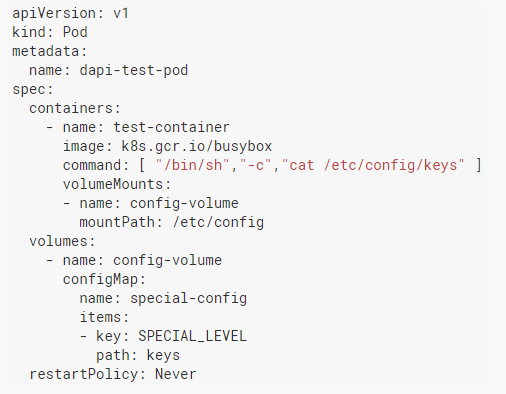 apiVersion: v1
kind: Pod
metadata:
  name: dapi-test-pod
spec:
  containers:
    - name: test-container
      image: k8s.gcr.io/busybox
      command: [ "/bin/sh","-c","cat /etc/config/keys" ]
      volumeMounts:
      - name: config-volume
        mountPath: /etc/config
  volumes:
    - name: config-volume
      configMap:
        name: special-config
        items:
        - key: SPECIAL_LEVEL
          path: keys
  restartPolicy: Never